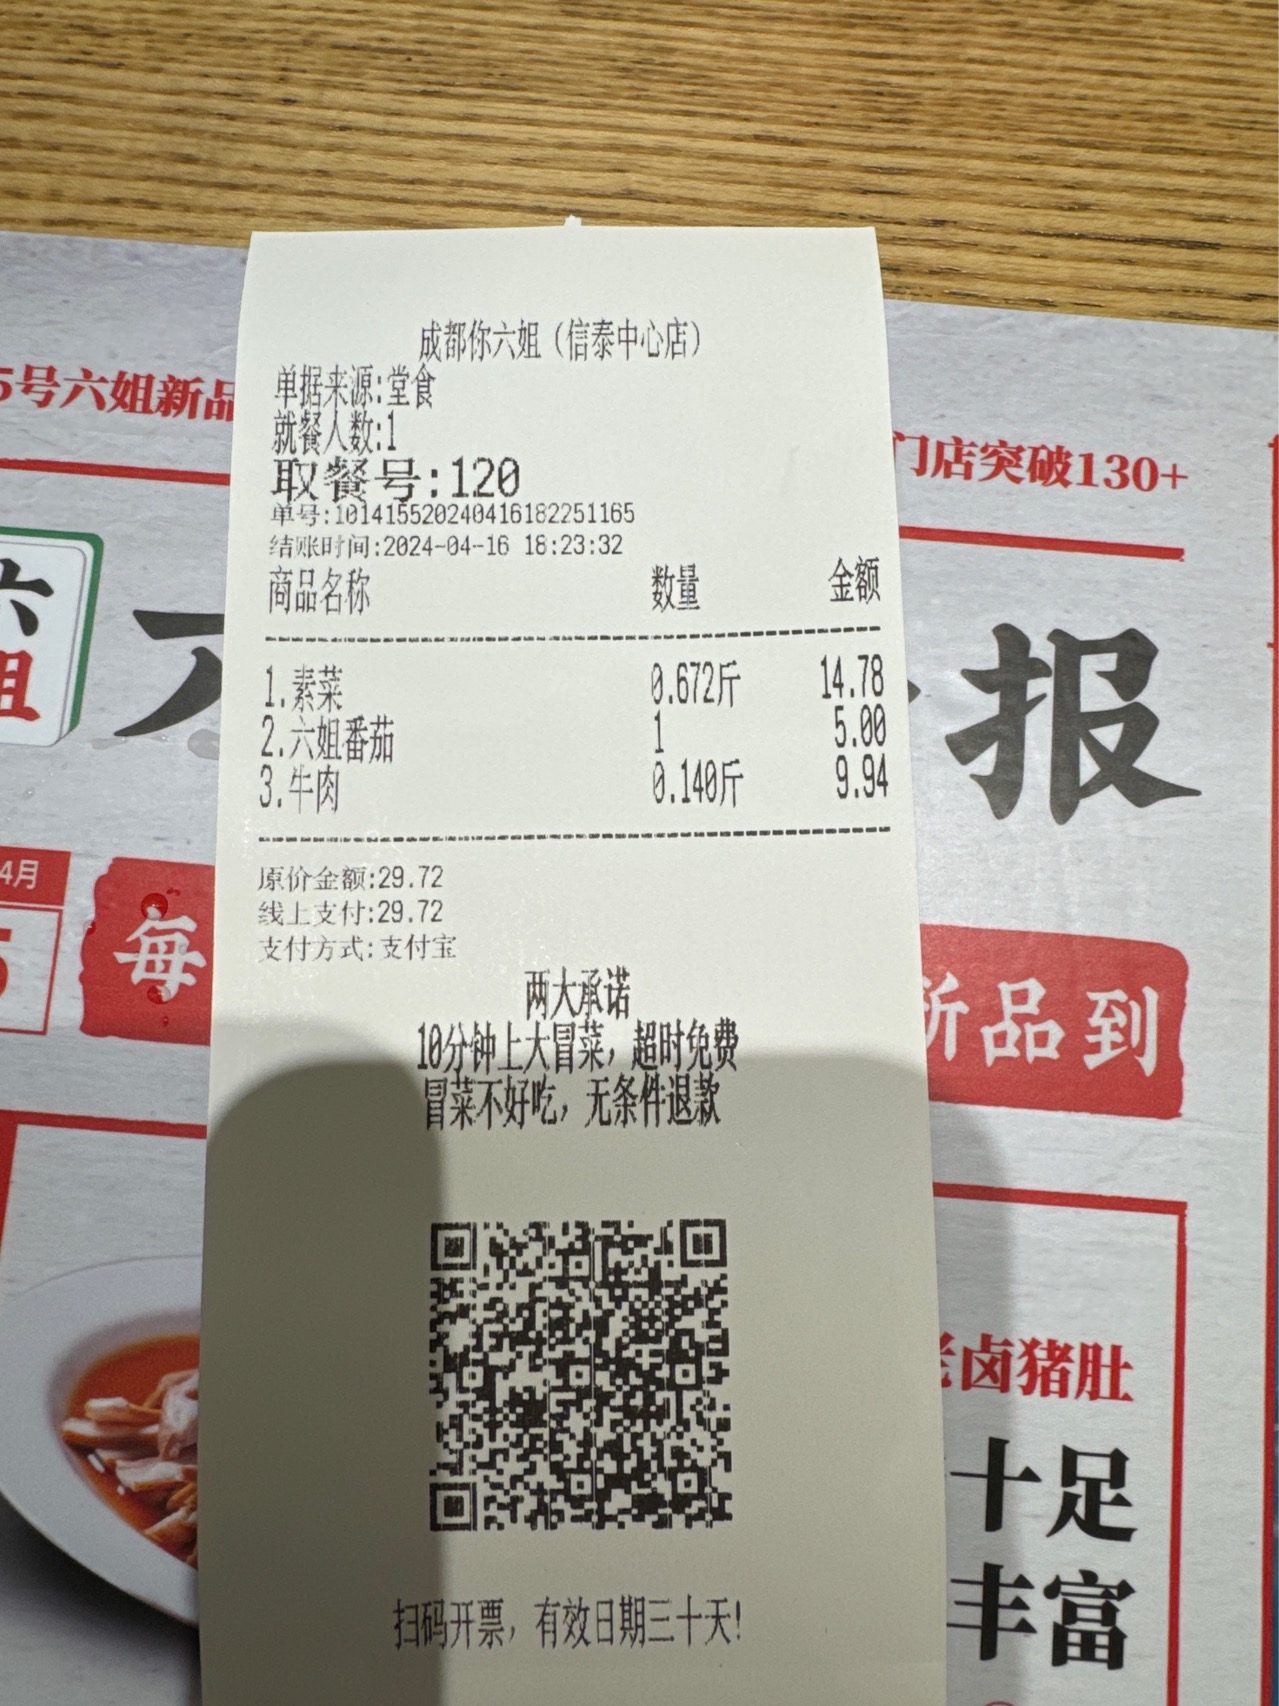 成都你六姐（信泰中心店）
单据来源:堂食
就餐人数:1
取餐号:120
单号:101415520240416182251165
结账时间:2024-04-16 18:23:32
商品名称 数量 金额
1.素菜 0.672斤 14.78
2.六姐番茄 1 5.00
3.牛肉 0.140斤 9.94
原价金额:29.72
线上支付:29.72
支付方式:支付宝
两大承诺
10分钟上大冒菜，超时免费
冒菜不好吃，无条件退款
扫码开票，有效日期三十天!
5号六姐新品
门店突破130+
六姐
报
4月
5
每
新品到
老卤猪肚
十足
丰富